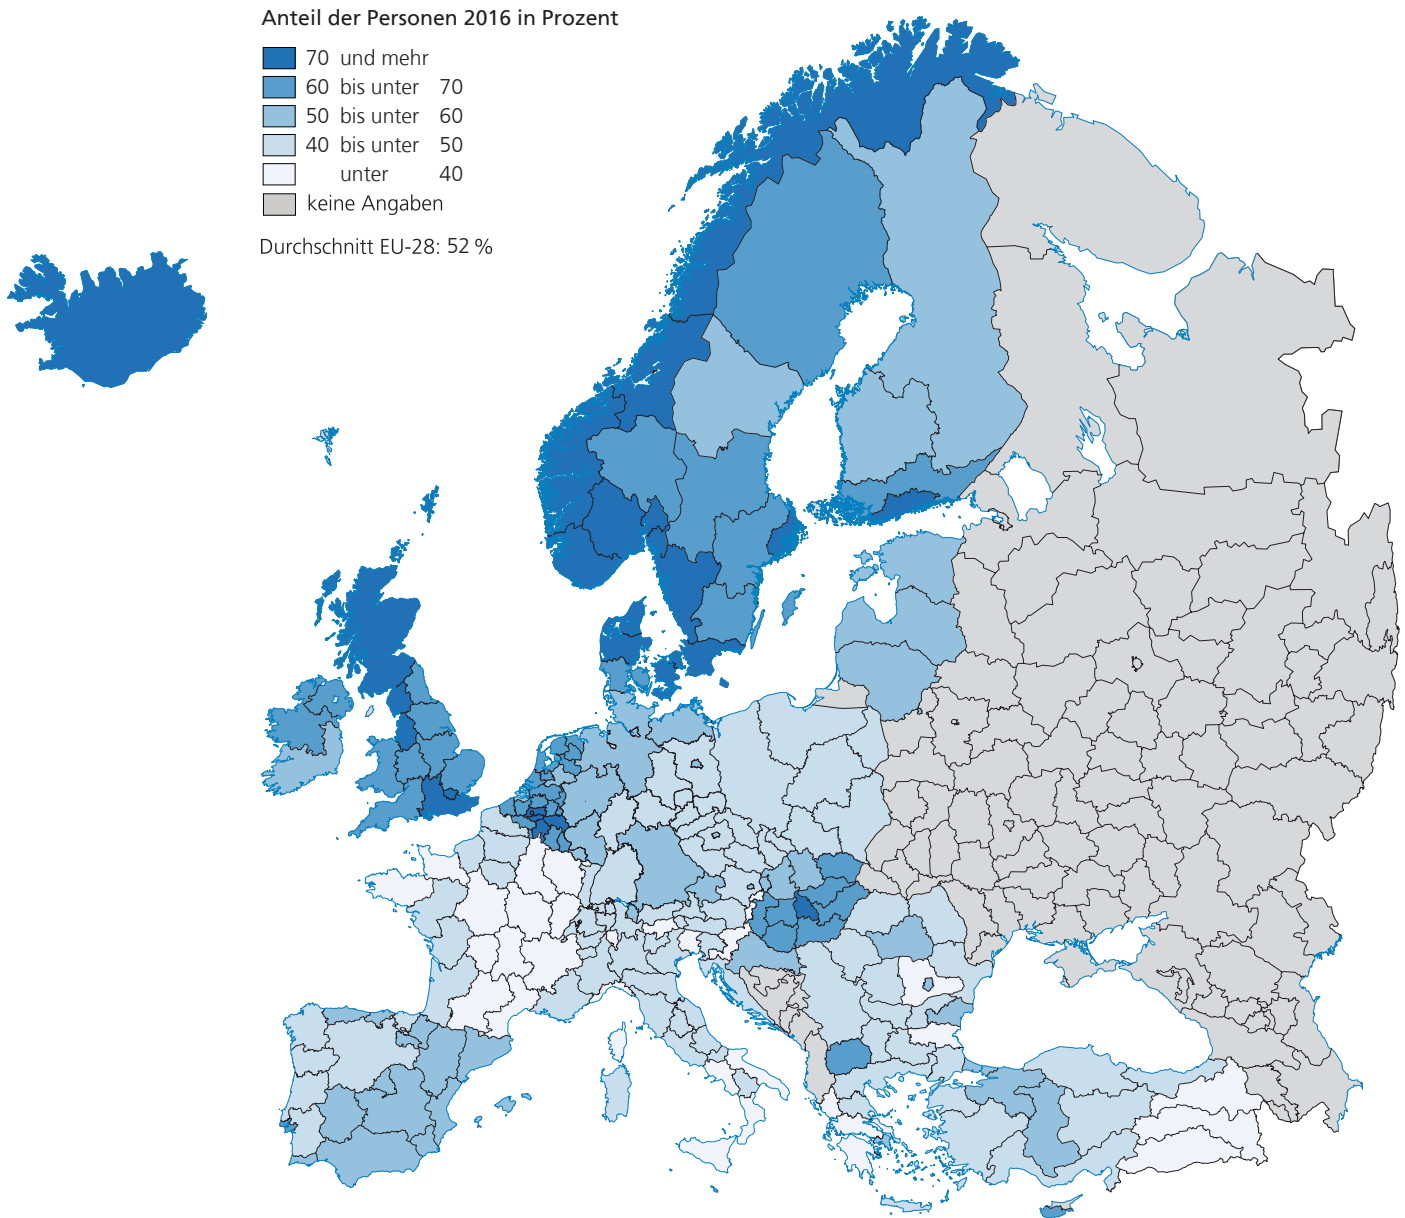 Anteil der Personen 2016 in Prozent
70 und mehr
60 bis unter 70
50 bis unter 60
40 bis unter 50
unter 40
keine Angaben
Durchschnitt EU-28: 52 %